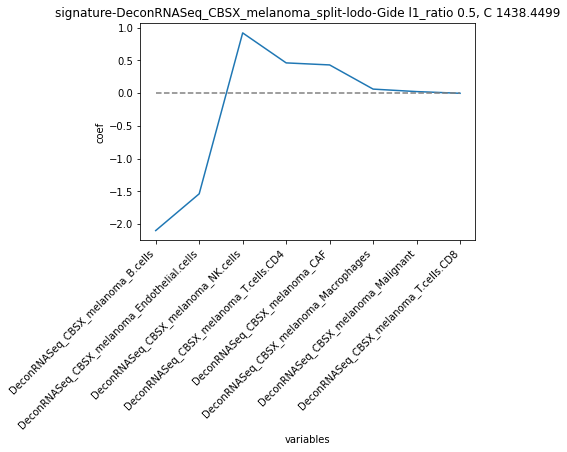 signature-DeconRNASeq_CBSX_melanoma_split-lodo-Gide l1_ratio 0.5, C 1438.4499
1.0
0.5
0.0
−0.5
−1.0
−1.5
−2.0
coef
DeconRNASeq_CBSX_melanoma_B.cells
DeconRNASeq_CBSX_melanoma_Endothelial.cells
DeconRNASeq_CBSX_melanoma_NK.cells
DeconRNASeq_CBSX_melanoma_T.cells.CD4
DeconRNASeq_CBSX_melanoma_CAF
DeconRNASeq_CBSX_melanoma_Macrophages
DeconRNASeq_CBSX_melanoma_Malignant
DeconRNASeq_CBSX_melanoma_T.cells.CD8
variables